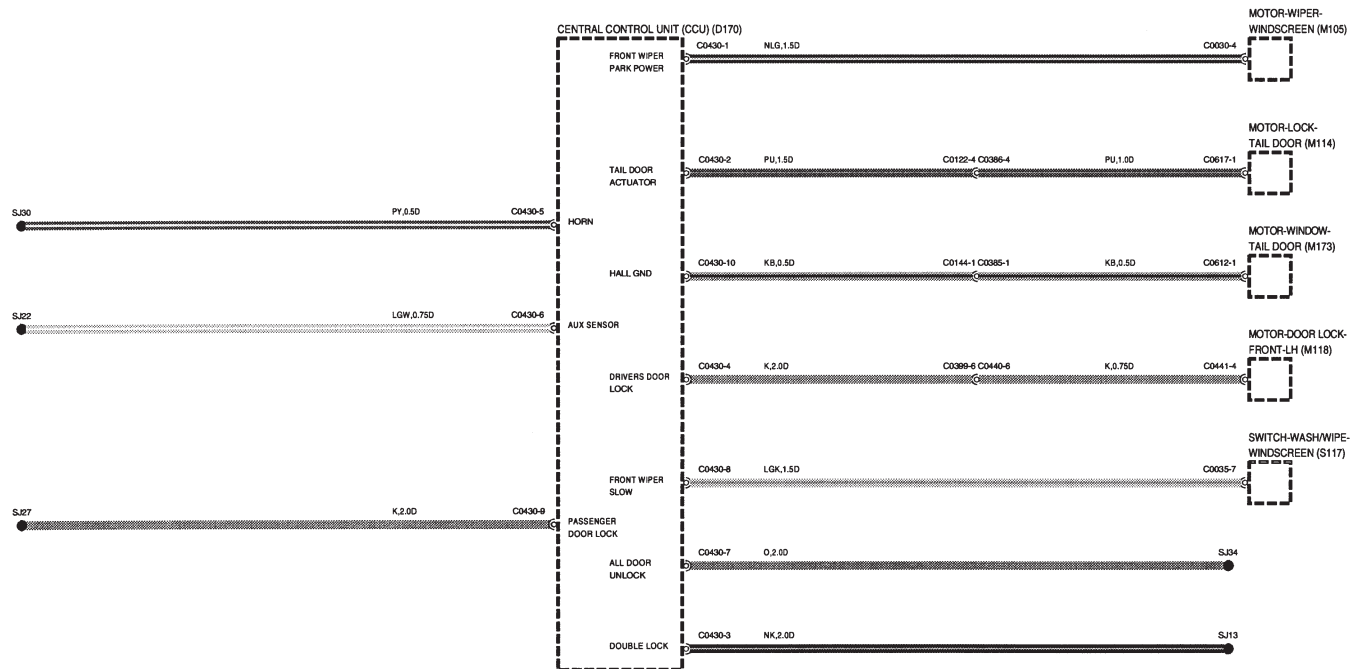 MOTOR-WIPER-
WINDSCREEN (M105)
CENTRAL CONTROL UNIT (CCU) (D170)
FRONT WIPER
PARK POWER
C0430-1 NLG,1.5D C0030-4
MOTOR-LOCK-
TAIL DOOR (M114)
TAIL DOOR
ACTUATOR
C0430-2 PU,1.5D C0122-4 C0386-4 PU,1.0D C0617-1
SJ30 PY,0.5D C0430-5
HORN
MOTOR-WINDOW-
TAIL DOOR (M173)
HALL GND
C0430-10 KB,0.5D C0144-1 C0385-1 KB,0.5D C0612-1
SJ22 LGW,0.75D C0430-6
AUX SENSOR
MOTOR-DOOR LOCK-
FRONT-LH (M118)
DRIVERS DOOR
LOCK
C0430-4 K,2.0D C0399-6 C0440-6 K,0.75D C0441-4
SWITCH-WASH/WIPE-
WINDSCREEN (S117)
FRONT WIPER
SLOW
C0430-8 LGK,1.5D C0035-7
SJ27 K,2.0D C0430-9
PASSENGER
DOOR LOCK
ALL DOOR
UNLOCK
C0430-7 O,2.0D SJ34
DOUBLE LOCK
C0430-3 NK,2.0D SJ13